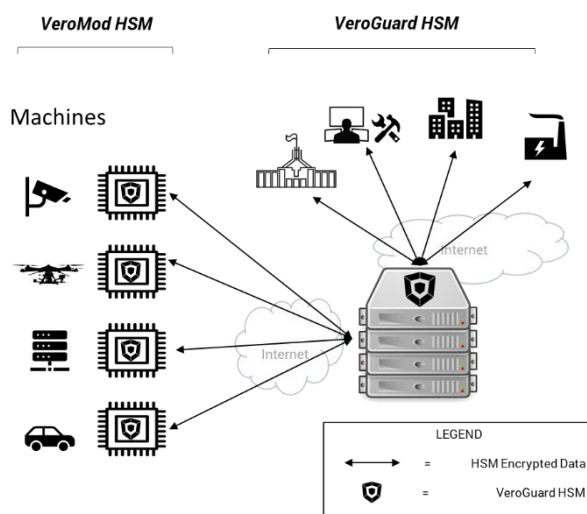 VeroMod HSM
VeroGuard HSM
Machines
Internet
Internet
LEGEND
= HSM Encrypted Data
= VeroGuard HSM